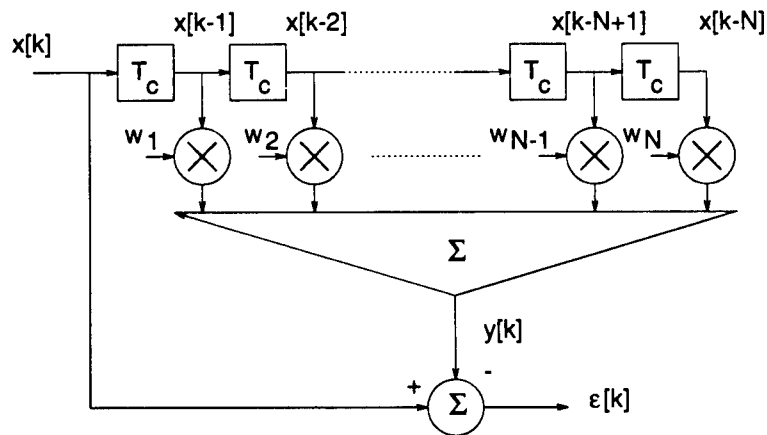 x[k] x[k-1] x[k-2] x[k-N+1] x[k-N]
Tc Tc Tc Tc
w1 w2 wN-1 wN
Σ
y[k]
+ -
Σ ε[k]